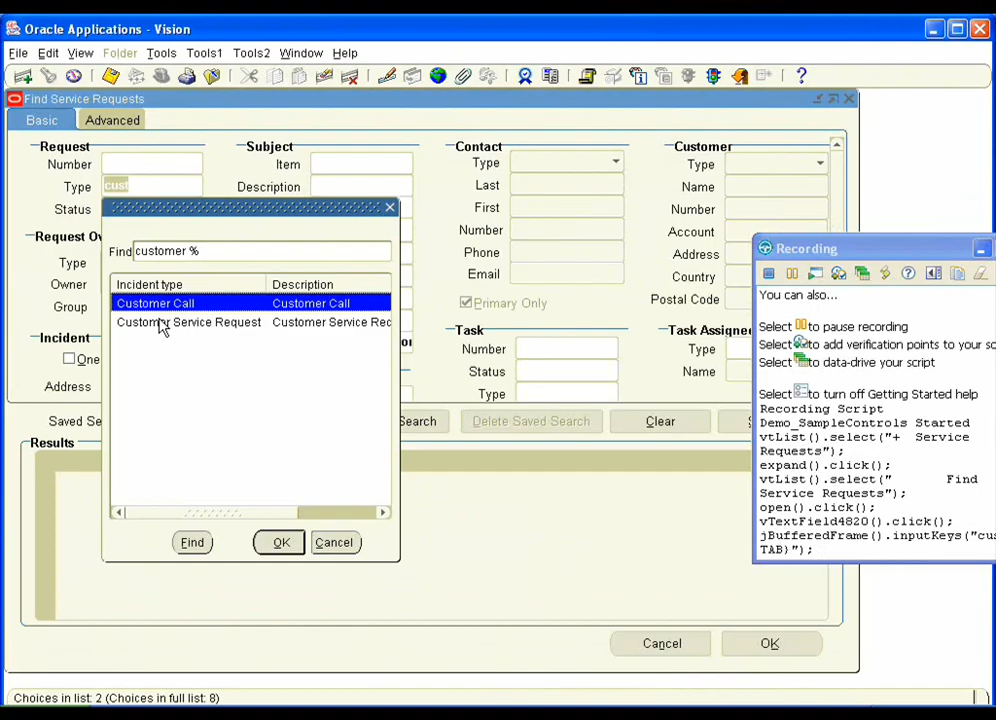 Oracle Applications - Vision
File Edit View Folder Tools Tools1 Tools2 Window Help
Find Service Requests
Basic Advanced
Request
Number
Type cust
Status
Subject
Item
Description
Contact
Type
Last
First
Number
Phone
Email
Primary Only
Customer
Type
Name
Number
Account
Address
Country
Postal Code
Request Ov
Type
Owner
Group
Incident
One
Address
Task
Number
Status
Type
Task Assigne
Type
Name
Find customer %
Incident type Description
Customer Call Customer Call
Customer Service Request Customer Service Rec
Find OK Cancel
Saved Se
Search Delete Saved Search Clear
Results
Cancel OK
Choices in list: 2 (Choices in full list: 8)
Recording
You can also...
Select to pause recording
Select to add verification points to your sc
Select to data-drive your script
Select to turn off Getting Started help
Recording Script
Demo_SampleControls Started
vtList().select("+ Service
Requests");
expand().click();
vtList().select(" Find
Service Requests");
open().click();
vTextField4820().click();
jBufferedFrame().inputKeys("cus
TAB)");